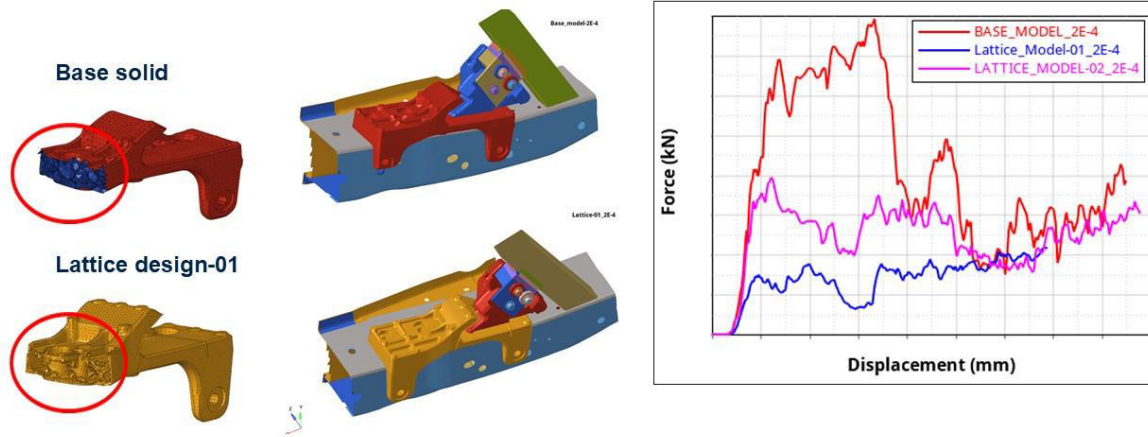 Base solid
Base_model-2E-4
Lattice design-01
Lattice-01_2E-4
Z Y
BASE_MODEL_2E-4
Lattice_Model-01_2E-4
LATTICE_MODEL-02_2E-4
Force (kN)
Displacement (mm)